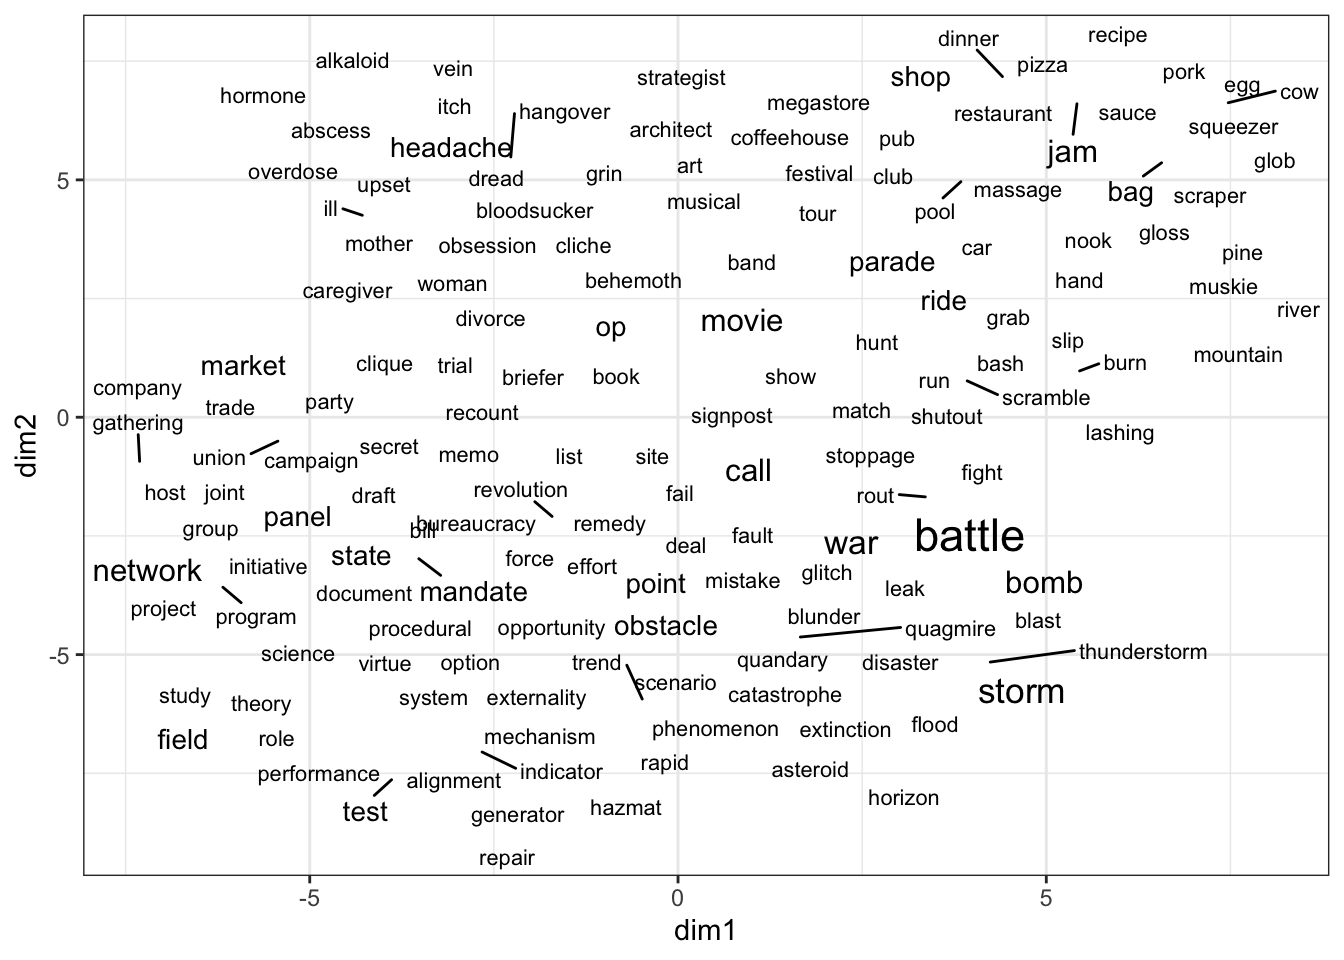 dinner
recipe
alkaloid
vein
strategist
shop
pizza
pork
egg
cow
hormone
itch
hangover
megastore
restaurant
sauce
squeezer
abscess
headache
architect
coffeehouse
pub
jam
glob
overdose
upset
dread
grin
art
festival
club
massage
bag
scraper
ill
bloodsucker
musical
tour
pool
mother
obsession
cliche
car
nook
gloss
pine
caregiver
woman
behemoth
band
parade
hand
muskie
divorce
op
movie
ride
grab
river
market
clique
trial
briefer
book
show
hunt
run
bash
slip
burn
mountain
company
trade
party
recount
signpost
match
shutout
scramble
gathering
union
campaign
secret
memo
list
site
call
stoppage
fight
lashing
host
joint
draft
revolution
fail
rout
group
panel
bill
bureaucracy
remedy
deal
fault
war
battle
network
initiative
state
force
effort
point
mistake
glitch
leak
bomb
project
program
document
mandate
procedural
opportunity
obstacle
blunder
quagmire
blast
science
virtue
option
trend
scenario
quandary
disaster
thunderstorm
study
theory
system
externality
catastrophe
storm
field
role
mechanism
phenomenon
extinction
flood
performance
alignment
indicator
rapid
asteroid
test
generator
hazmat
horizon
repair
5
0
-5
dim2
-5
0
5
dim1